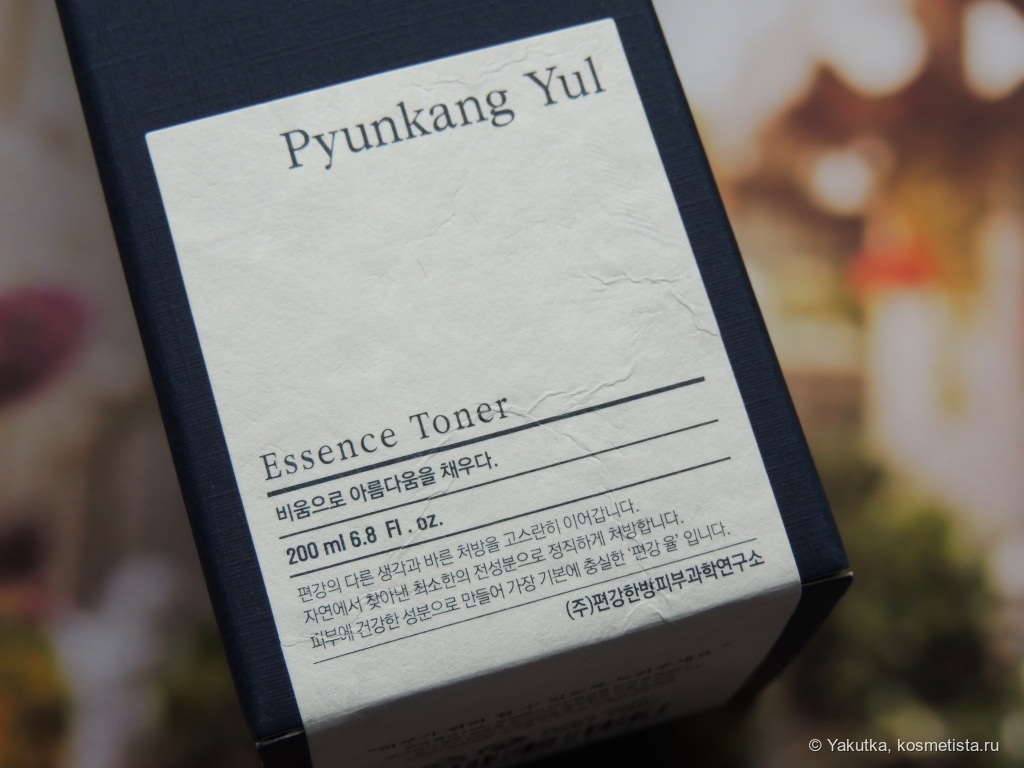 Pyunkang Yul
Essence Toner
비움으로 아름다움을 채우다.
200 ml 6.8 Fl . oz.
편강의 다른 생각과 바른 처방을 고스란히 이어갑니다.
자연에서 찾아낸 최소한의 전성분으로 정직하게 처방합니다.
피부에 건강한 성분으로 만들어 가장 기본에 충실한 '편강 율' 입니다.
(주)편강한방피부과학연구소
© Yakutka, kosmetista.ru